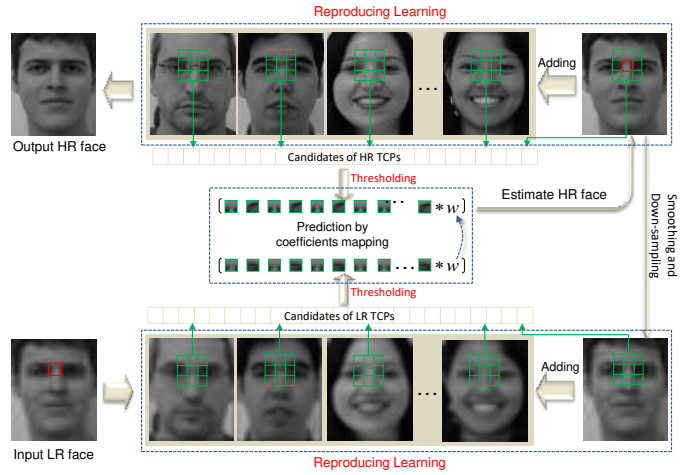 Reproducing Learning
Adding
...
Output HR face
Candidates of HR TCPs
Thresholding
Estimate HR face
Smoothing and
Down-sampling
{ ... * w }
Prediction by
coefficients mapping
{ ... * w }
Thresholding
Candidates of LR TCPs
Adding
...
Input LR face
Reproducing Learning